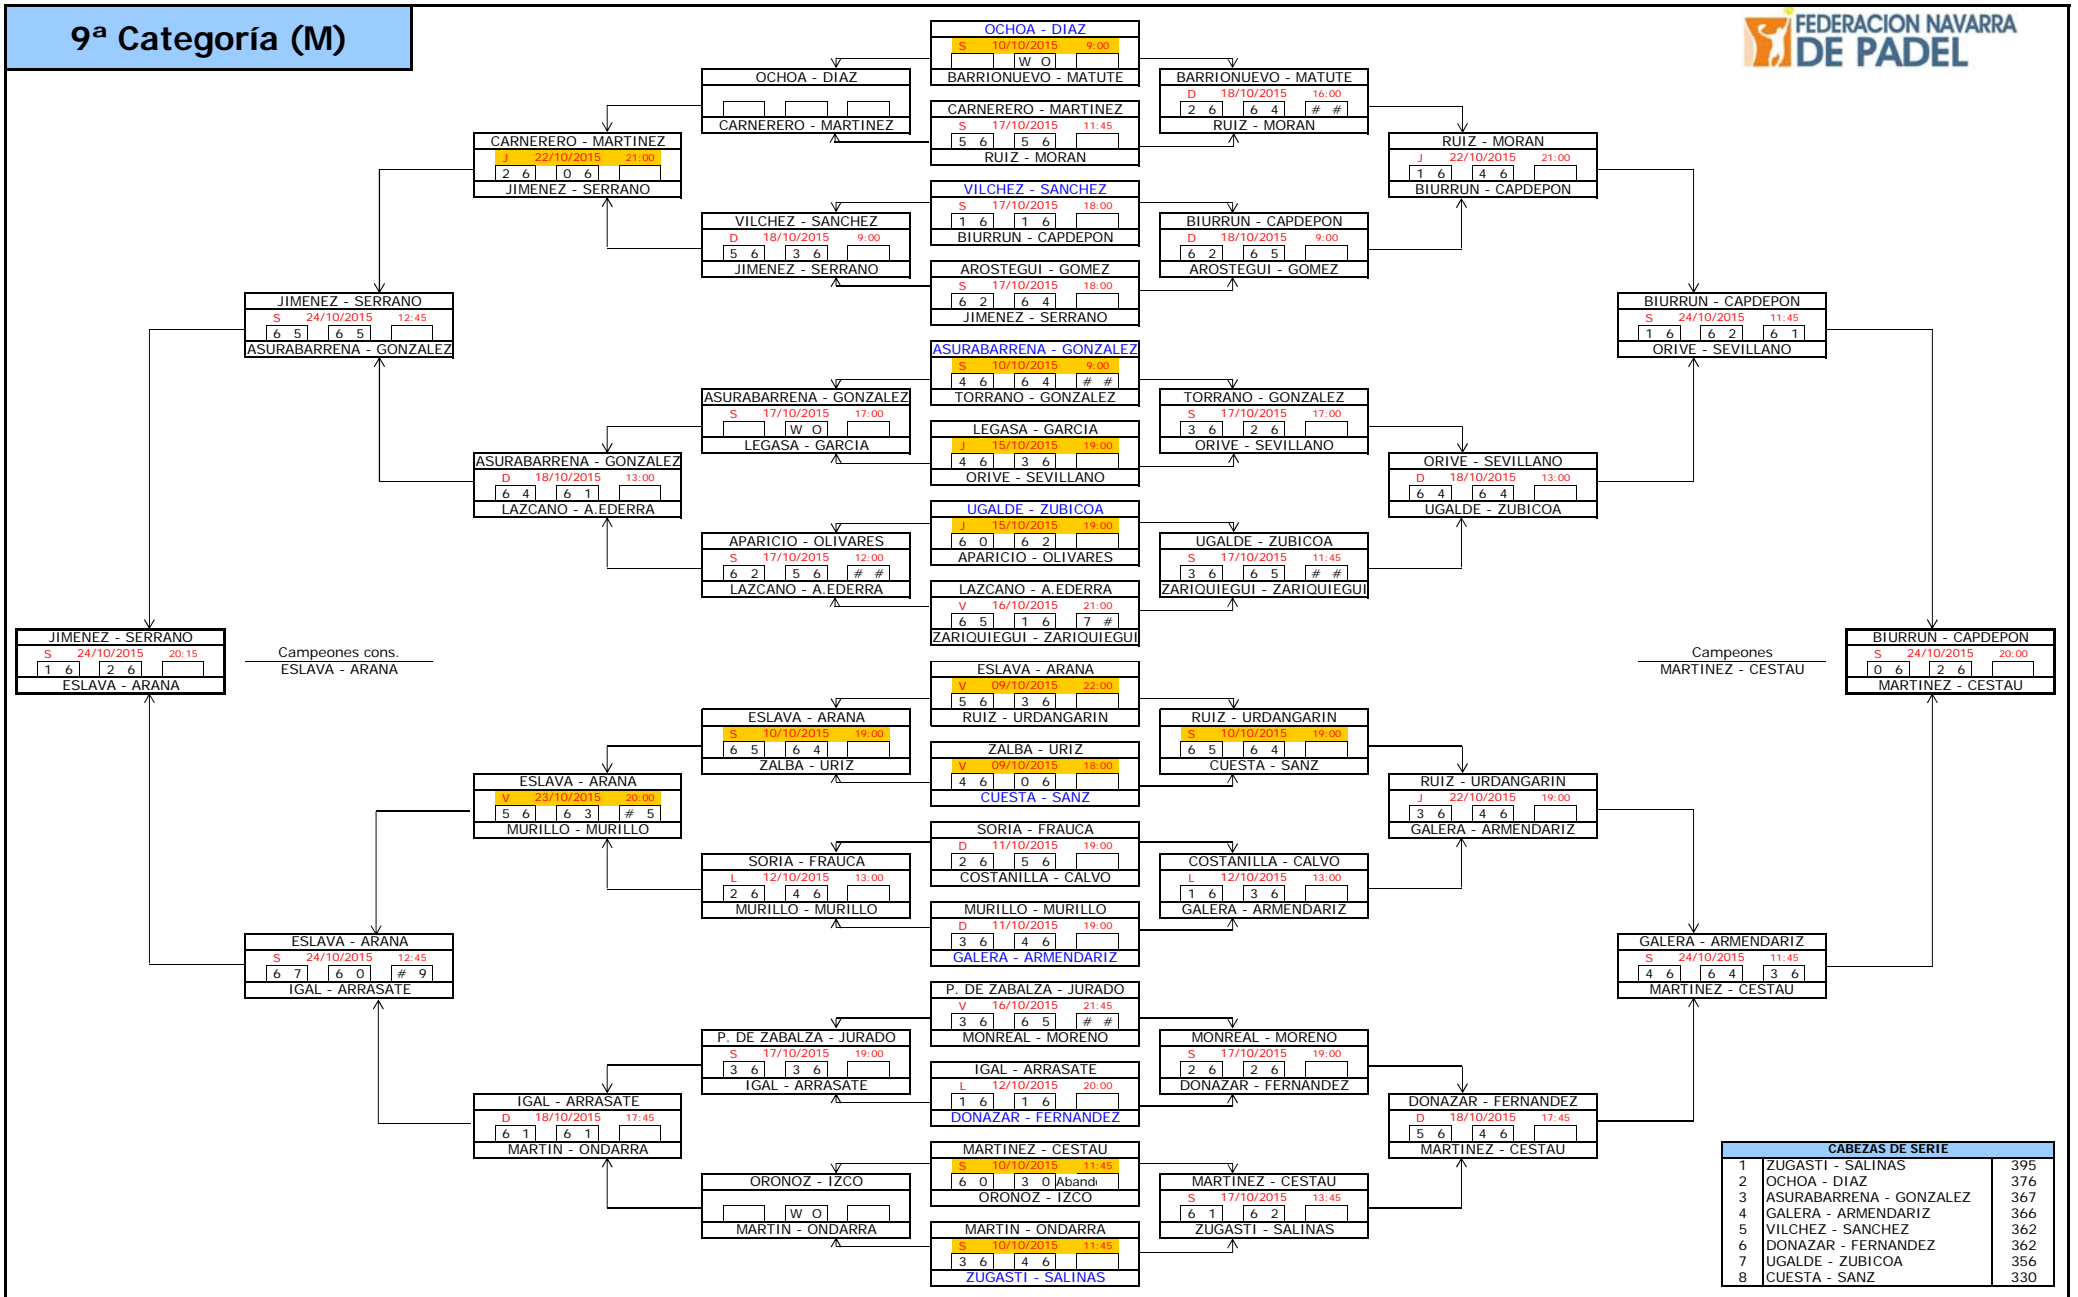 9ª Categoría (M)
FEDERACION NAVARRA
DE PADEL
JIMENEZ - SERRANO
S 24/10/2015 20:15
1 6 2 6
ESLAVA - ARANA
Campeones cons.
ESLAVA - ARANA
JIMENEZ - SERRANO
S 24/10/2015 12:45
6 5 6 5
ASURABARRENA - GONZALEZ
ESLAVA - ARANA
S 24/10/2015 12:45
6 7 6 0 # 9
IGAL - ARRASATE
CARNERERO - MARTINEZ
J 22/10/2015 21:00
2 6 0 6
JIMENEZ - SERRANO
ASURABARRENA - GONZALEZ
D 18/10/2015 13:00
6 4 6 1
LAZCANO - A.EDERRA
ESLAVA - ARANA
V 23/10/2015 20:00
5 6 6 3 # 5
MURILLO - MURILLO
IGAL - ARRASATE
D 18/10/2015 17:45
6 1 6 1
MARTIN - ONDARRA
OCHOA - DIAZ
CARNERERO - MARTINEZ
VILCHEZ - SANCHEZ
D 18/10/2015 9:00
5 6 3 6
JIMENEZ - SERRANO
ASURABARRENA - GONZALEZ
S 17/10/2015 17:00
W O
LEGASA - GARCIA
APARICIO - OLIVARES
S 17/10/2015 12:00
6 2 5 6 # #
LAZCANO - A.EDERRA
ESLAVA - ARANA
S 10/10/2015 19:00
6 5 6 4
ZALBA - URIZ
SORIA - FRAUCA
L 12/10/2015 13:00
2 6 4 6
MURILLO - MURILLO
P. DE ZABALZA - JURADO
S 17/10/2015 19:00
3 6 3 6
IGAL - ARRASATE
ORONOZ - IZCO
W O
MARTIN - ONDARRA
OCHOA - DIAZ
S 10/10/2015 9:00
W O
BARRIONUEVO - MATUTE
CARNERERO - MARTINEZ
S 17/10/2015 11:45
5 6 5 6
RUIZ - MORAN
VILCHEZ - SANCHEZ
S 17/10/2015 18:00
1 6 1 6
BIURRUN - CAPDEPON
AROSTEGUI - GOMEZ
S 17/10/2015 18:00
6 2 6 4
JIMENEZ - SERRANO
ASURABARRENA - GONZALEZ
S 10/10/2015 9:00
4 6 6 4 # #
TORRANO - GONZALEZ
LEGASA - GARCIA
J 15/10/2015 19:00
4 6 3 6
ORIVE - SEVILLANO
UGALDE - ZUBICOA
J 15/10/2015 19:00
6 0 6 2
APARICIO - OLIVARES
LAZCANO - A.EDERRA
V 16/10/2015 21:00
6 5 1 6 7 #
ZARIQUIEGUI - ZARIQUIEGUI
ESLAVA - ARANA
V 09/10/2015 22:00
5 6 3 6
RUIZ - URDANGARIN
ZALBA - URIZ
V 09/10/2015 18:00
4 6 0 6
CUESTA - SANZ
SORIA - FRAUCA
D 11/10/2015 19:00
2 6 5 6
COSTANILLA - CALVO
MURILLO - MURILLO
D 11/10/2015 19:00
3 6 4 6
GALERA - ARMENDARIZ
P. DE ZABALZA - JURADO
V 16/10/2015 21:45
3 6 6 5 # #
MONREAL - MORENO
IGAL - ARRASATE
L 12/10/2015 20:00
1 6 1 6
DONAZAR - FERNANDEZ
MARTINEZ - CESTAU
S 10/10/2015 11:45
6 0 3 0 Aband
ORONOZ - IZCO
MARTIN - ONDARRA
S 10/10/2015 11:45
3 6 4 6
ZUGASTI - SALINAS
BARRIONUEVO - MATUTE
D 18/10/2015 16:00
2 6 6 4 # #
RUIZ - MORAN
BIURRUN - CAPDEPON
D 18/10/2015 9:00
6 2 6 5
AROSTEGUI - GOMEZ
TORRANO - GONZALEZ
S 17/10/2015 17:00
3 6 2 6
ORIVE - SEVILLANO
UGALDE - ZUBICOA
S 17/10/2015 11:45
3 6 6 5 # #
ZARIQUIEGUI - ZARIQUIEGUI
RUIZ - URDANGARIN
S 10/10/2015 19:00
6 5 6 4
CUESTA - SANZ
COSTANILLA - CALVO
L 12/10/2015 13:00
1 6 3 6
GALERA - ARMENDARIZ
MONREAL - MORENO
S 17/10/2015 19:00
2 6 2 6
DONAZAR - FERNANDEZ
MARTINEZ - CESTAU
S 17/10/2015 13:45
6 1 6 2
ZUGASTI - SALINAS
RUIZ - MORAN
J 22/10/2015 21:00
1 6 4 6
BIURRUN - CAPDEPON
ORIVE - SEVILLANO
D 18/10/2015 13:00
6 4 6 4
UGALDE - ZUBICOA
RUIZ - URDANGARIN
J 22/10/2015 19:00
3 6 4 6
GALERA - ARMENDARIZ
DONAZAR - FERNANDEZ
D 18/10/2015 17:45
5 6 4 6
MARTINEZ - CESTAU
BIURRUN - CAPDEPON
S 24/10/2015 11:45
1 6 6 2 6 1
ORIVE - SEVILLANO
GALERA - ARMENDARIZ
S 24/10/2015 11:45
4 6 6 4 3 6
MARTINEZ - CESTAU
Campeones
MARTINEZ - CESTAU
BIURRUN - CAPDEPON
S 24/10/2015 20:00
0 6 2 6
MARTINEZ - CESTAU
CABEZAS DE SERIE
1 ZUGASTI - SALINAS 395
2 OCHOA - DIAZ 376
3 ASURABARRENA - GONZALEZ 367
4 GALERA - ARMENDARIZ 366
5 VILCHEZ - SANCHEZ 362
6 DONAZAR - FERNANDEZ 362
7 UGALDE - ZUBICOA 356
8 CUESTA - SANZ 330